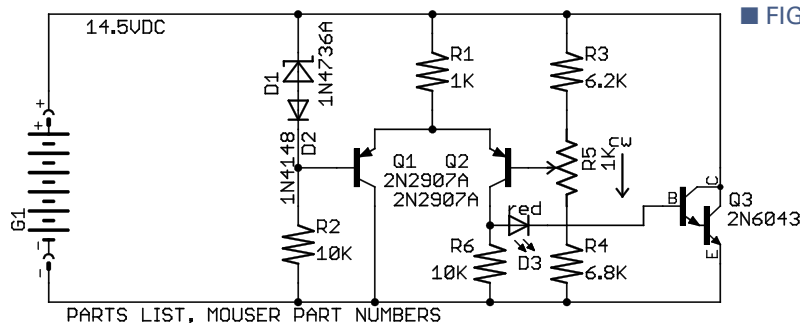 ■ FIG
14.5VDC
D1
1N4736A
R1
1K
R3
6.2K
+
+
G1
-
-
1N4148
D2
Q1
2N2907A
Q2
2N2907A
R5
1K
cw
R2
10K
red
D3
R6
10K
R4
6.8K
B
C
E
Q3
2N6043
PARTS LIST, MOUSER PART NUMBERS